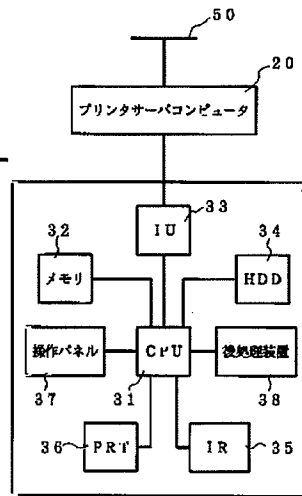 50
20
プリンタサーバコンピュータ
33
IU
32
34
メモリ
HDD
操作パネル
CPU
後処理装置
37
31
38
PRT
IR
36
35